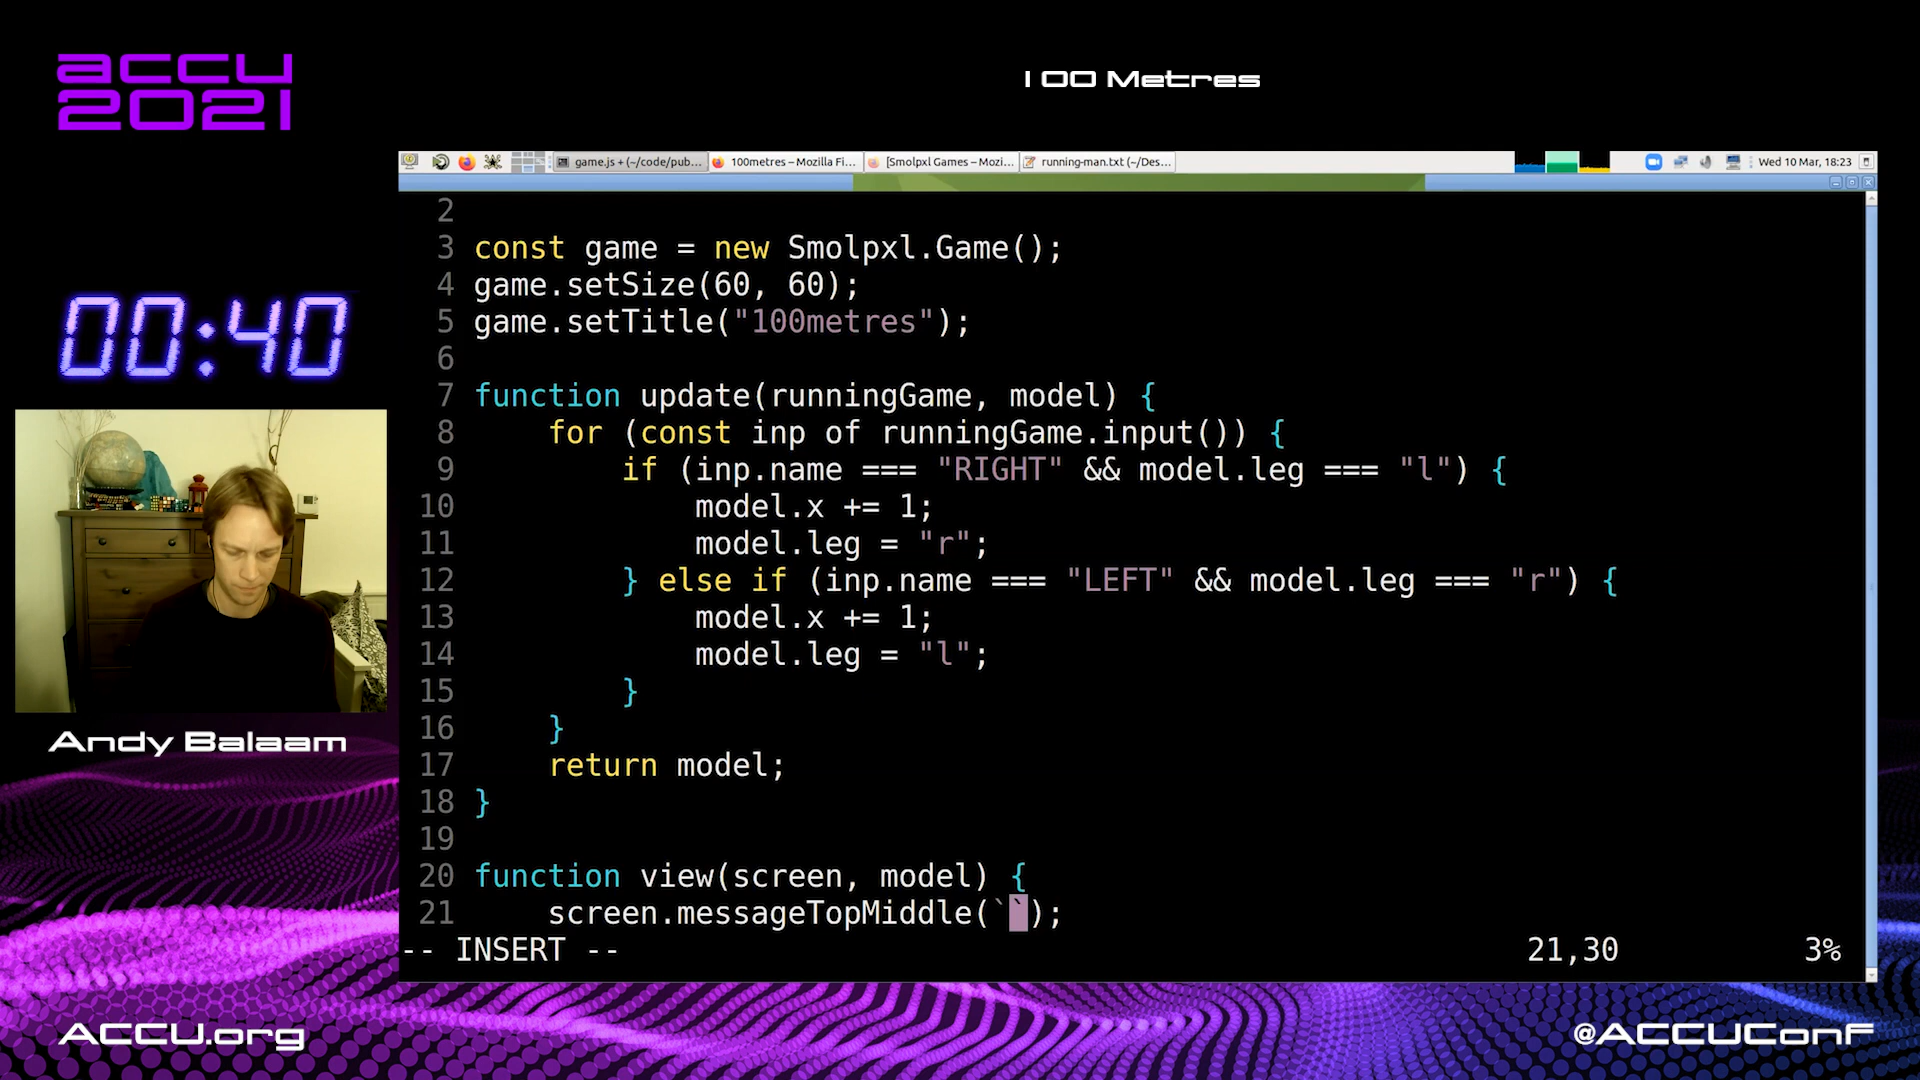 accu
2021
100 Metres
game.js + (~/code/pub...
100metres – Mozilla Fi...
[Smolpxl Games – Mozi...
running-man.txt (~/Des...
Wed 10 Mar, 18:23
2
3 const game = new Smolpxl.Game();
4 game.setSize(60, 60);
5 game.setTitle("100metres");
6
7 function update(runningGame, model) {
8 for (const inp of runningGame.input()) {
9 if (inp.name === "RIGHT" && model.leg === "l") {
10 model.x += 1;
11 model.leg = "r";
12 } else if (inp.name === "LEFT" && model.leg === "r") {
13 model.x += 1;
14 model.leg = "l";
15 }
16 }
17 return model;
18 }
19
20 function view(screen, model) {
21 screen.messageTopMiddle(``);
-- INSERT -- 21,30 3%
00:40
Andy Balaam
ACCU.org
@ACCUConf